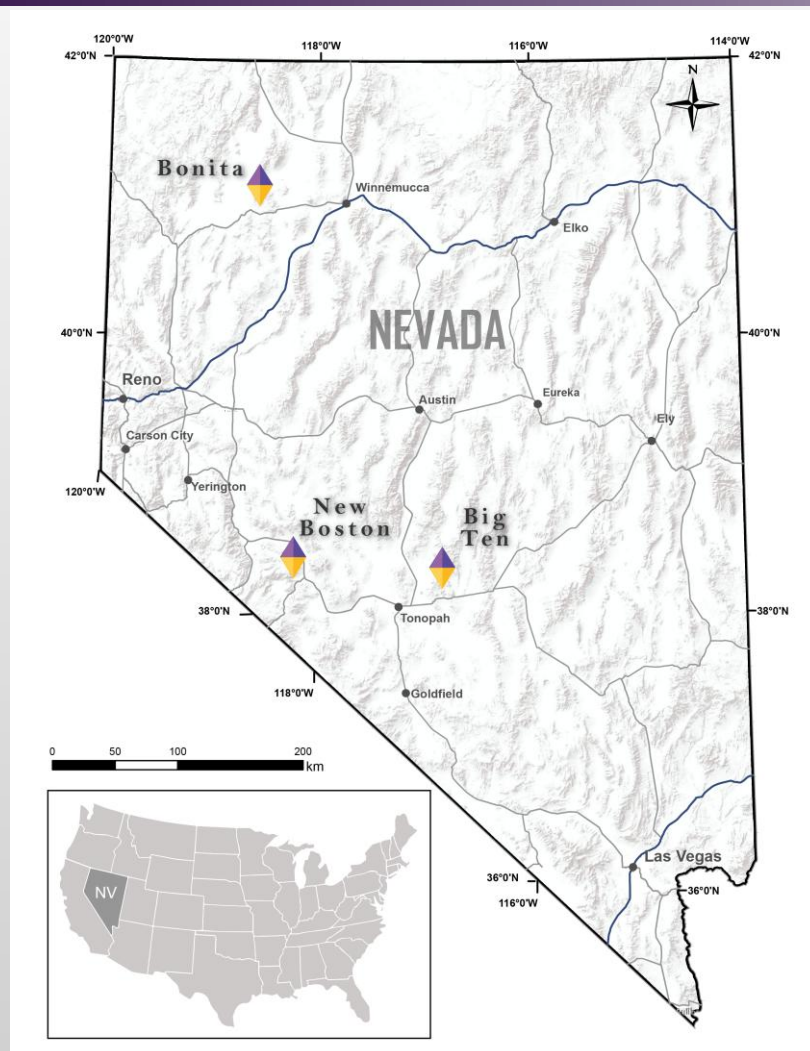 120°0'W
118°0'W
116°0'W
114°0'W
42°0'N
42°0'N
N
Bonita
Winnemucca
Elko
NEVADA
40°0'N
40°0'N
Reno
Austin
Eureka
Carson City
Ely
120°0'W
Yerington
New
Boston
Big
Ten
38°0'N
38°0'N
Tonopah
118°0'W
Goldfield
0 50 100 200
km
NV
Las Vegas
36°0'N
116°0'W
36°0'N